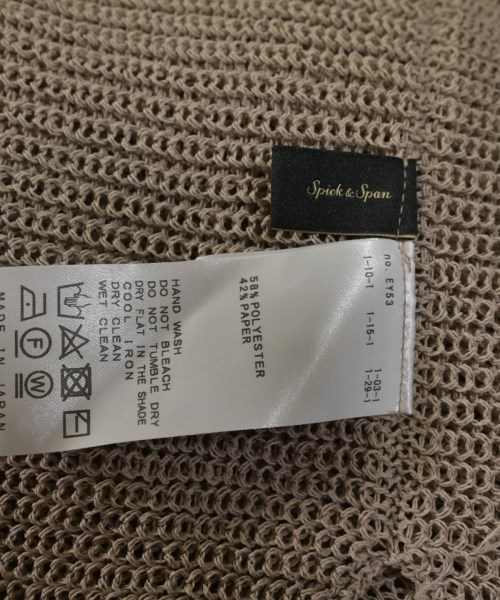 Spick & Span
no. EY53
1-10-1 1-15-1 1-03-1
1-29-1
58% POLYESTER
42% PAPER
HAND WASH
DO NOT BLEACH
DO NOT TUMBLE DRY
DRY FLAT IN THE SHADE
COOL IRON
DRY CLEAN
WET CLEAN
F W
MADE IN JAPAN